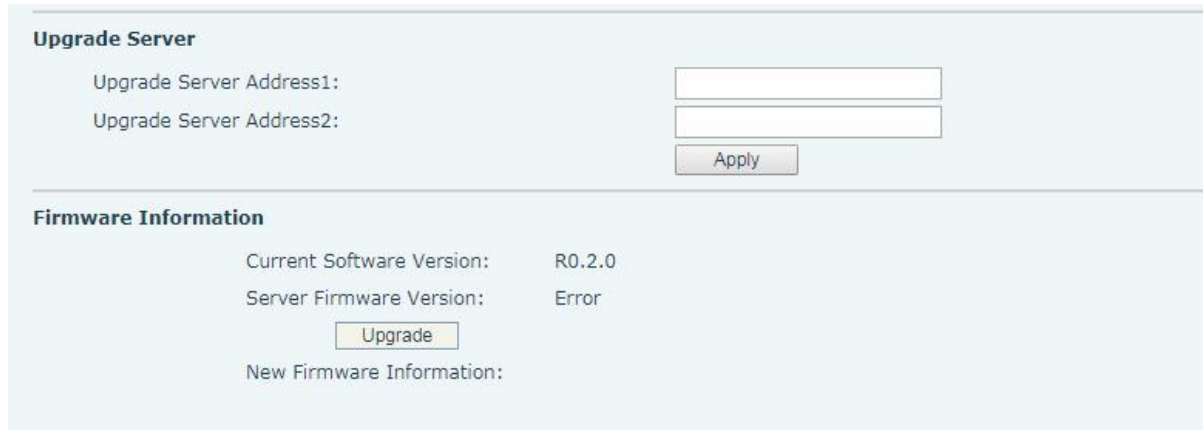 Upgrade Server
Upgrade Server Address1:
Upgrade Server Address2:
Apply
Firmware Information
Current Software Version: R0.2.0
Server Firmware Version: Error
Upgrade
New Firmware Information: